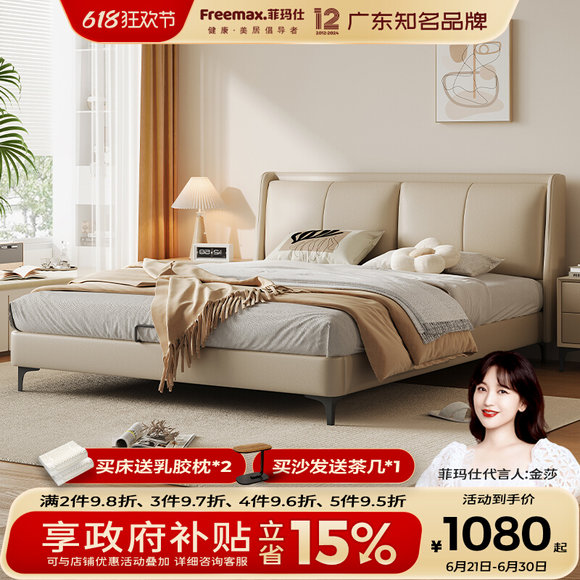 618狂欢节
Freemax.菲玛仕
健康·美居倡导者
12
2012-2024
广东知名品牌
买床送乳胶枕*2
买沙发送茶几*1
菲玛仕代言人:金莎
满2件9.8折、3件9.7折、4件9.6折、5件9.5折
享政府补贴
立省
15%
可与店铺优惠活动叠加 详细咨询客服
活动到手价
¥1080起
6月21日-6月30日